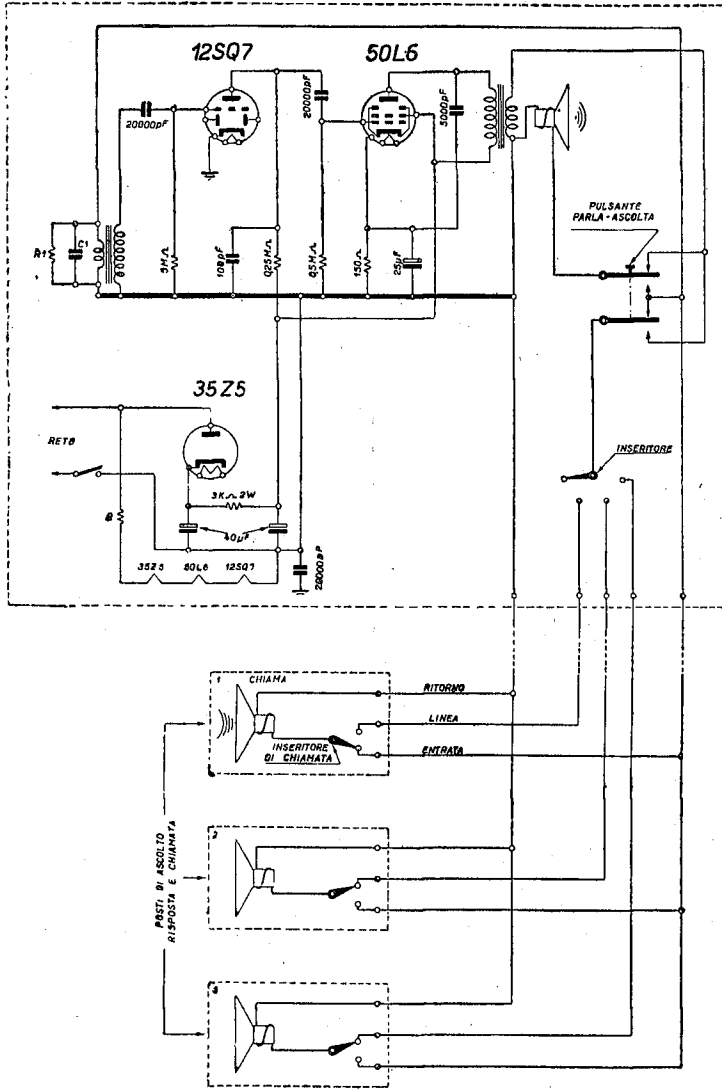 12SQ7
50L6
20000pF
20000pF
5000pF
R1
C1
100pF
0,25MΩ
0,5MΩ
150Ω
25μF
PULSANTE
PARLA-ASCOLTA
35Z5
RETE
INSERITORE
3KΩ 2W
40μF
R
35Z5
50L6
12SQ7
20000pF
1
CHIAMA
RITORNO
LINEA
INSERITORE
DI CHIAMATA
ENTRATA
POSTI DI ASCOLTO
RISPOSTA E CHIAMATA
2
3